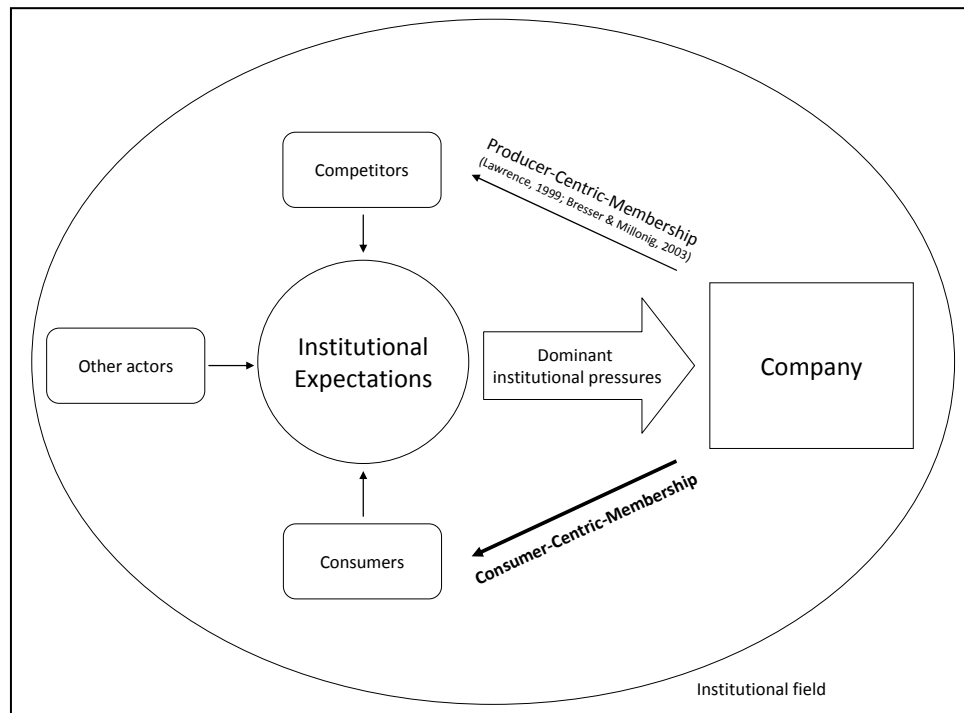 Competitors
Producer-Centric-Membership
(Lawrence, 1999; Bresser & Millonig, 2003)
Other actors
Institutional
Expectations
Dominant
institutional pressures
Company
Consumers
Consumer-Centric-Membership
Institutional field